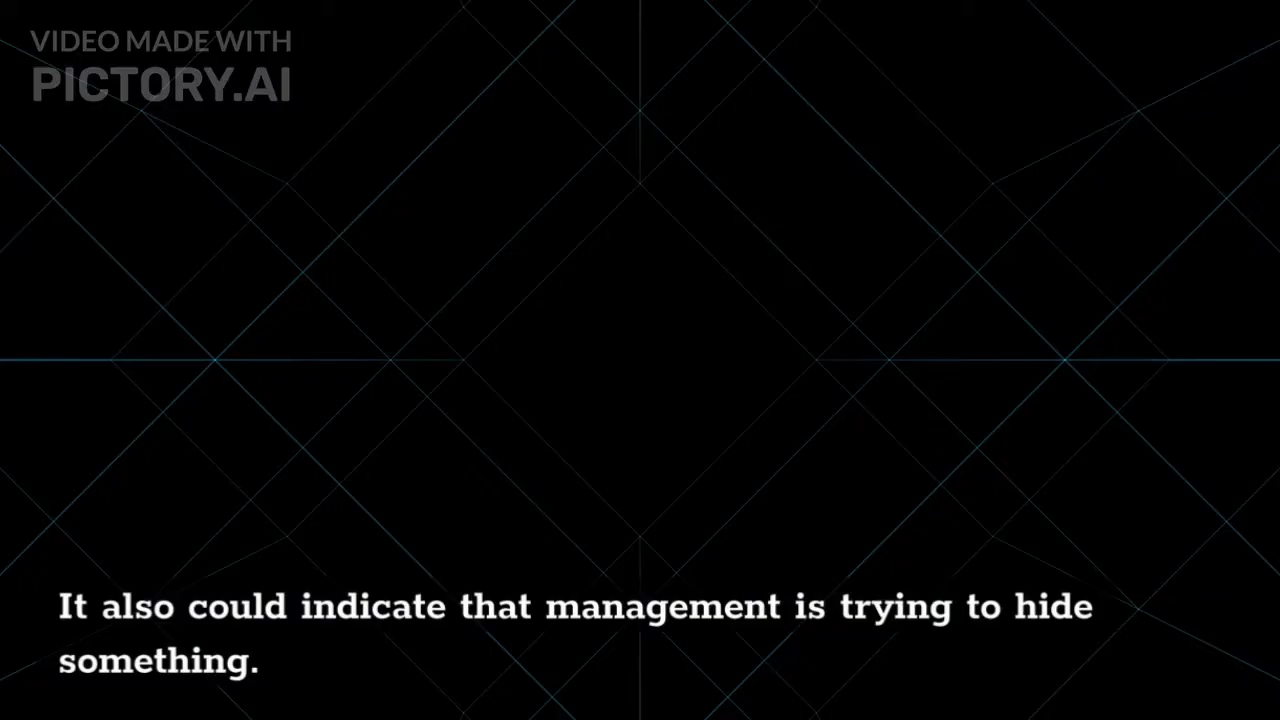 VIDEO MADE WITH
PICTORY.AI
It also could indicate that management is trying to hide
something.